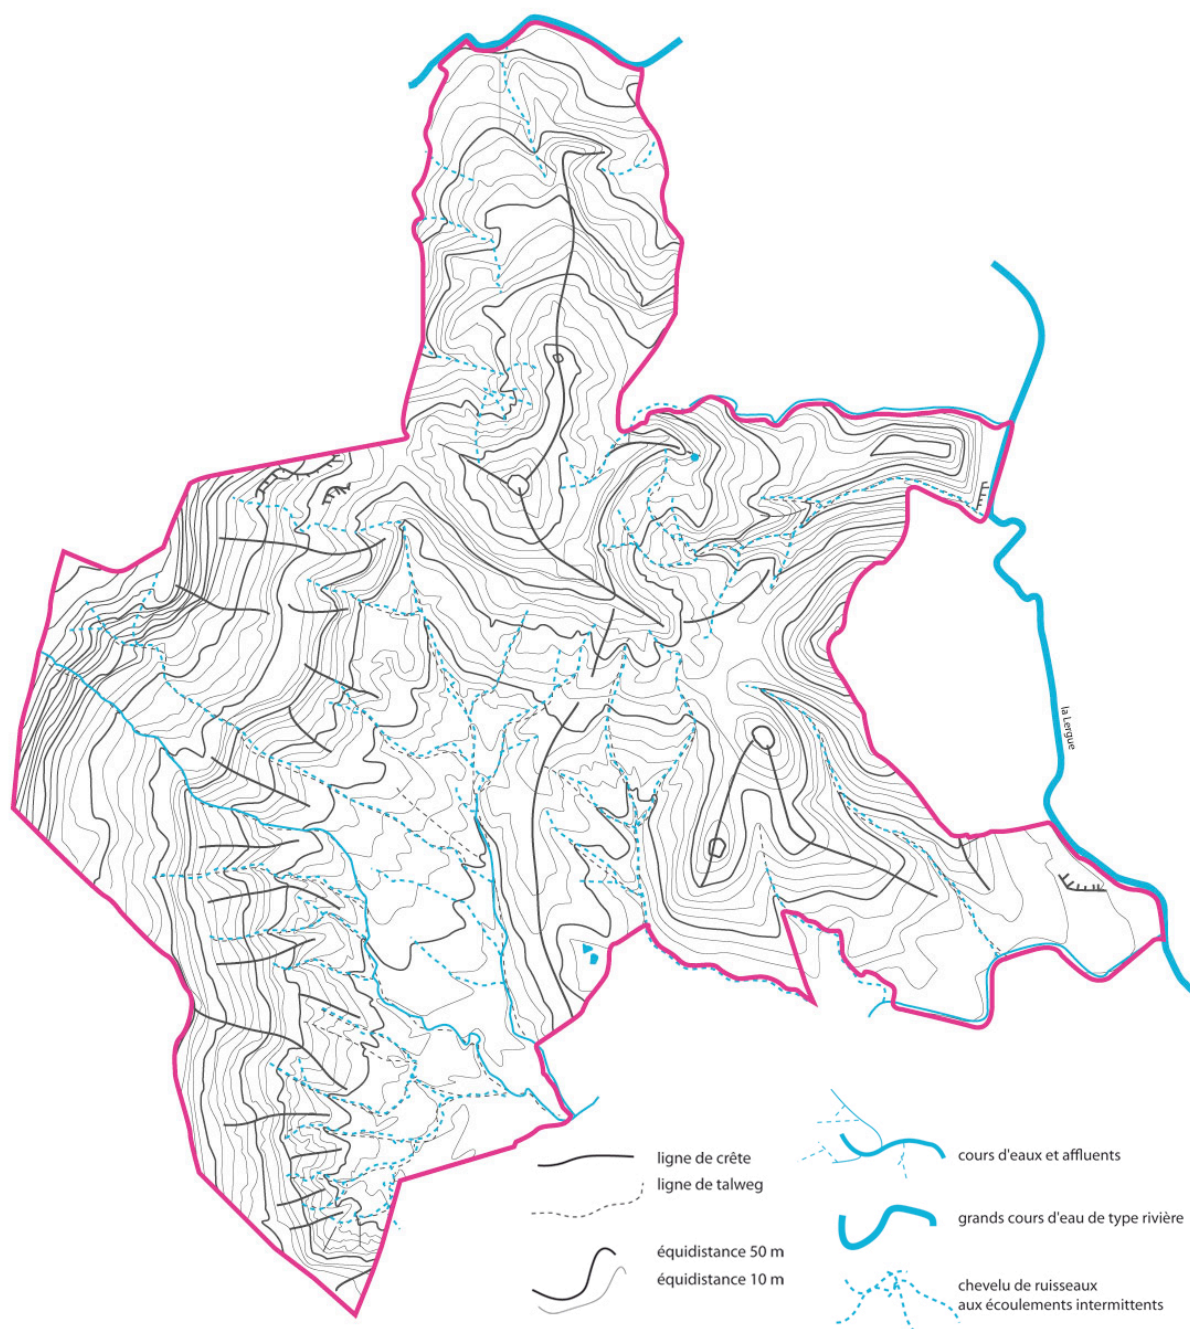 la Lergue
ligne de crête
ligne de talweg
équidistance 50 m
équidistance 10 m
cours d'eaux et affluents
grands cours d'eau de type rivière
chevelu de ruisseaux
aux écoulements intermittents